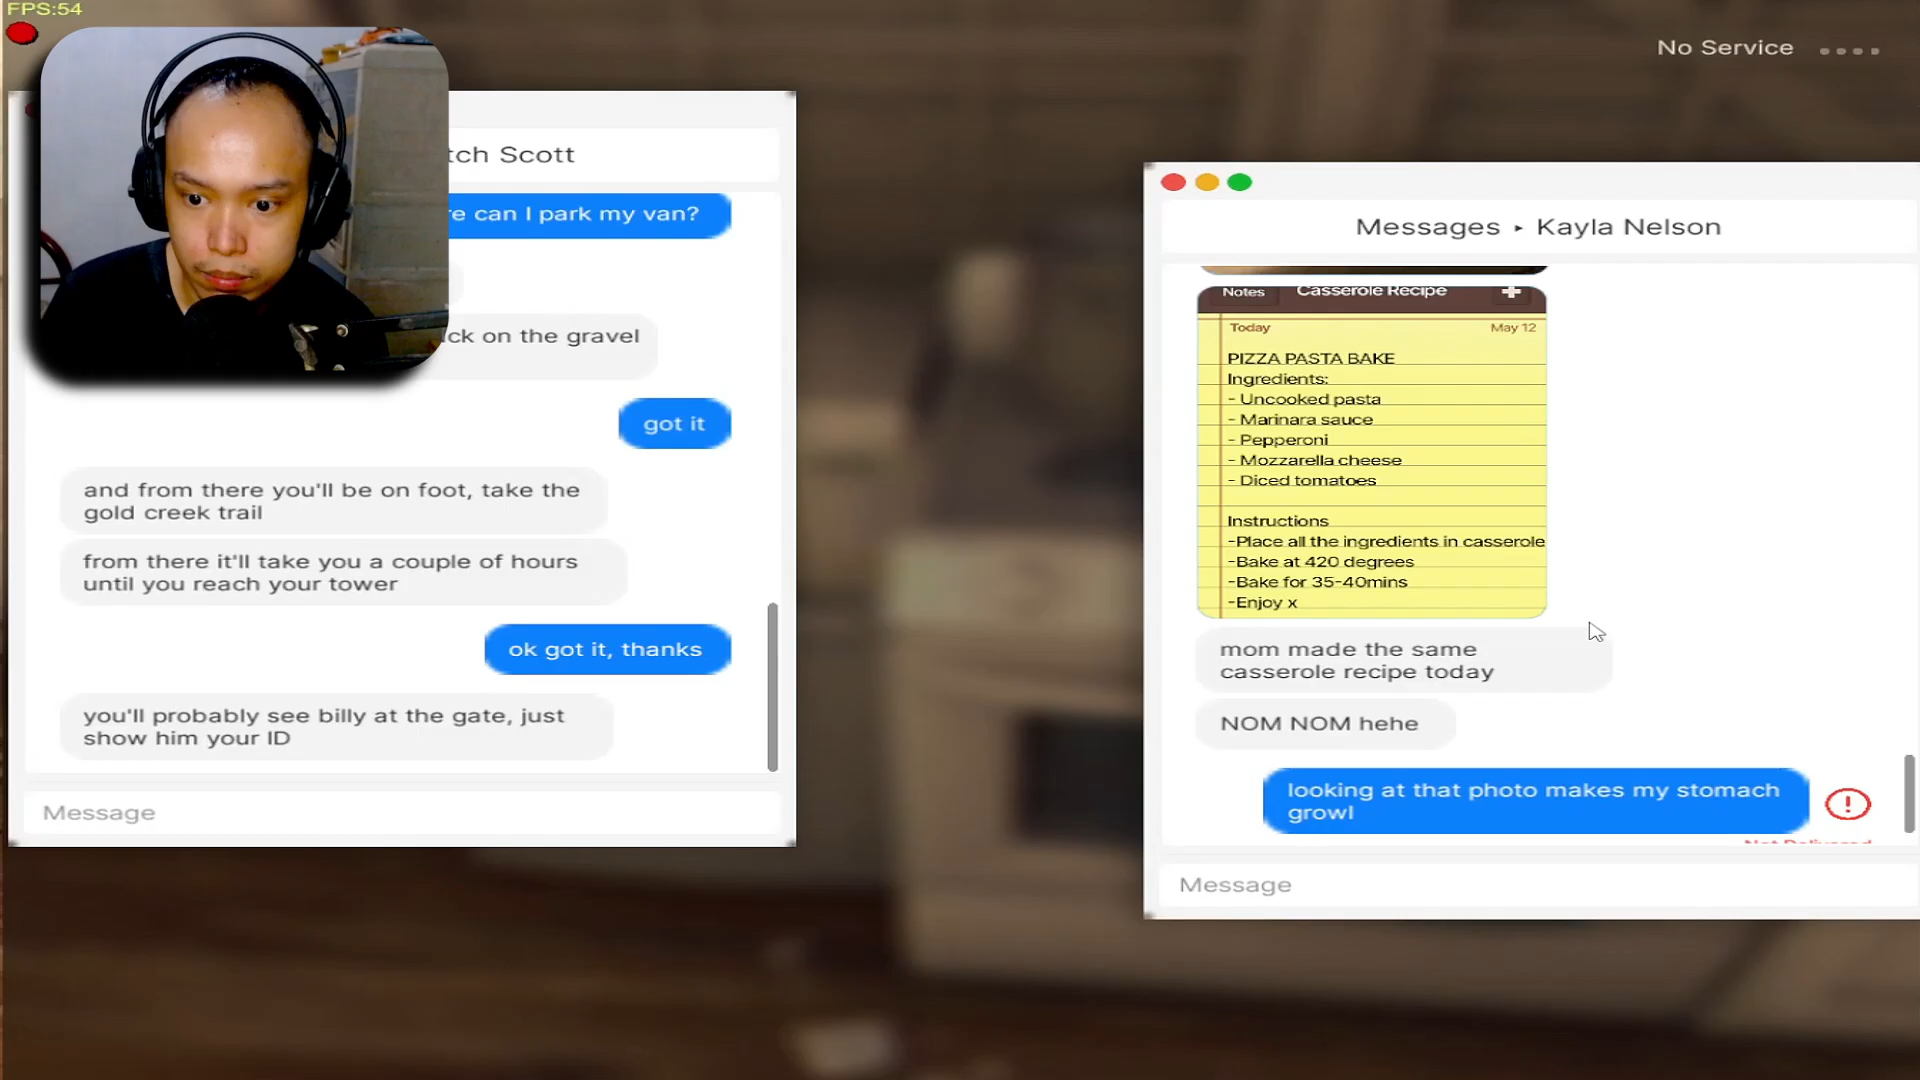 FPS:54
No Service
tch Scott
re can I park my van?
ck on the gravel
got it
and from there you'll be on foot, take the
gold creek trail
from there it'll take you a couple of hours
until you reach your tower
ok got it, thanks
you'll probably see billy at the gate, just
show him your ID
Message
Messages ▸ Kayla Nelson
Notes Casserole Recipe +
Today May 12
PIZZA PASTA BAKE
Ingredients:
- Uncooked pasta
- Marinara sauce
- Pepperoni
- Mozzarella cheese
- Diced tomatoes
Instructions
-Place all the ingredients in casserole
-Bake at 420 degrees
-Bake for 35-40mins
-Enjoy x
mom made the same
casserole recipe today
NOM NOM hehe
looking at that photo makes my stomach
growl
Not Delivered
Message